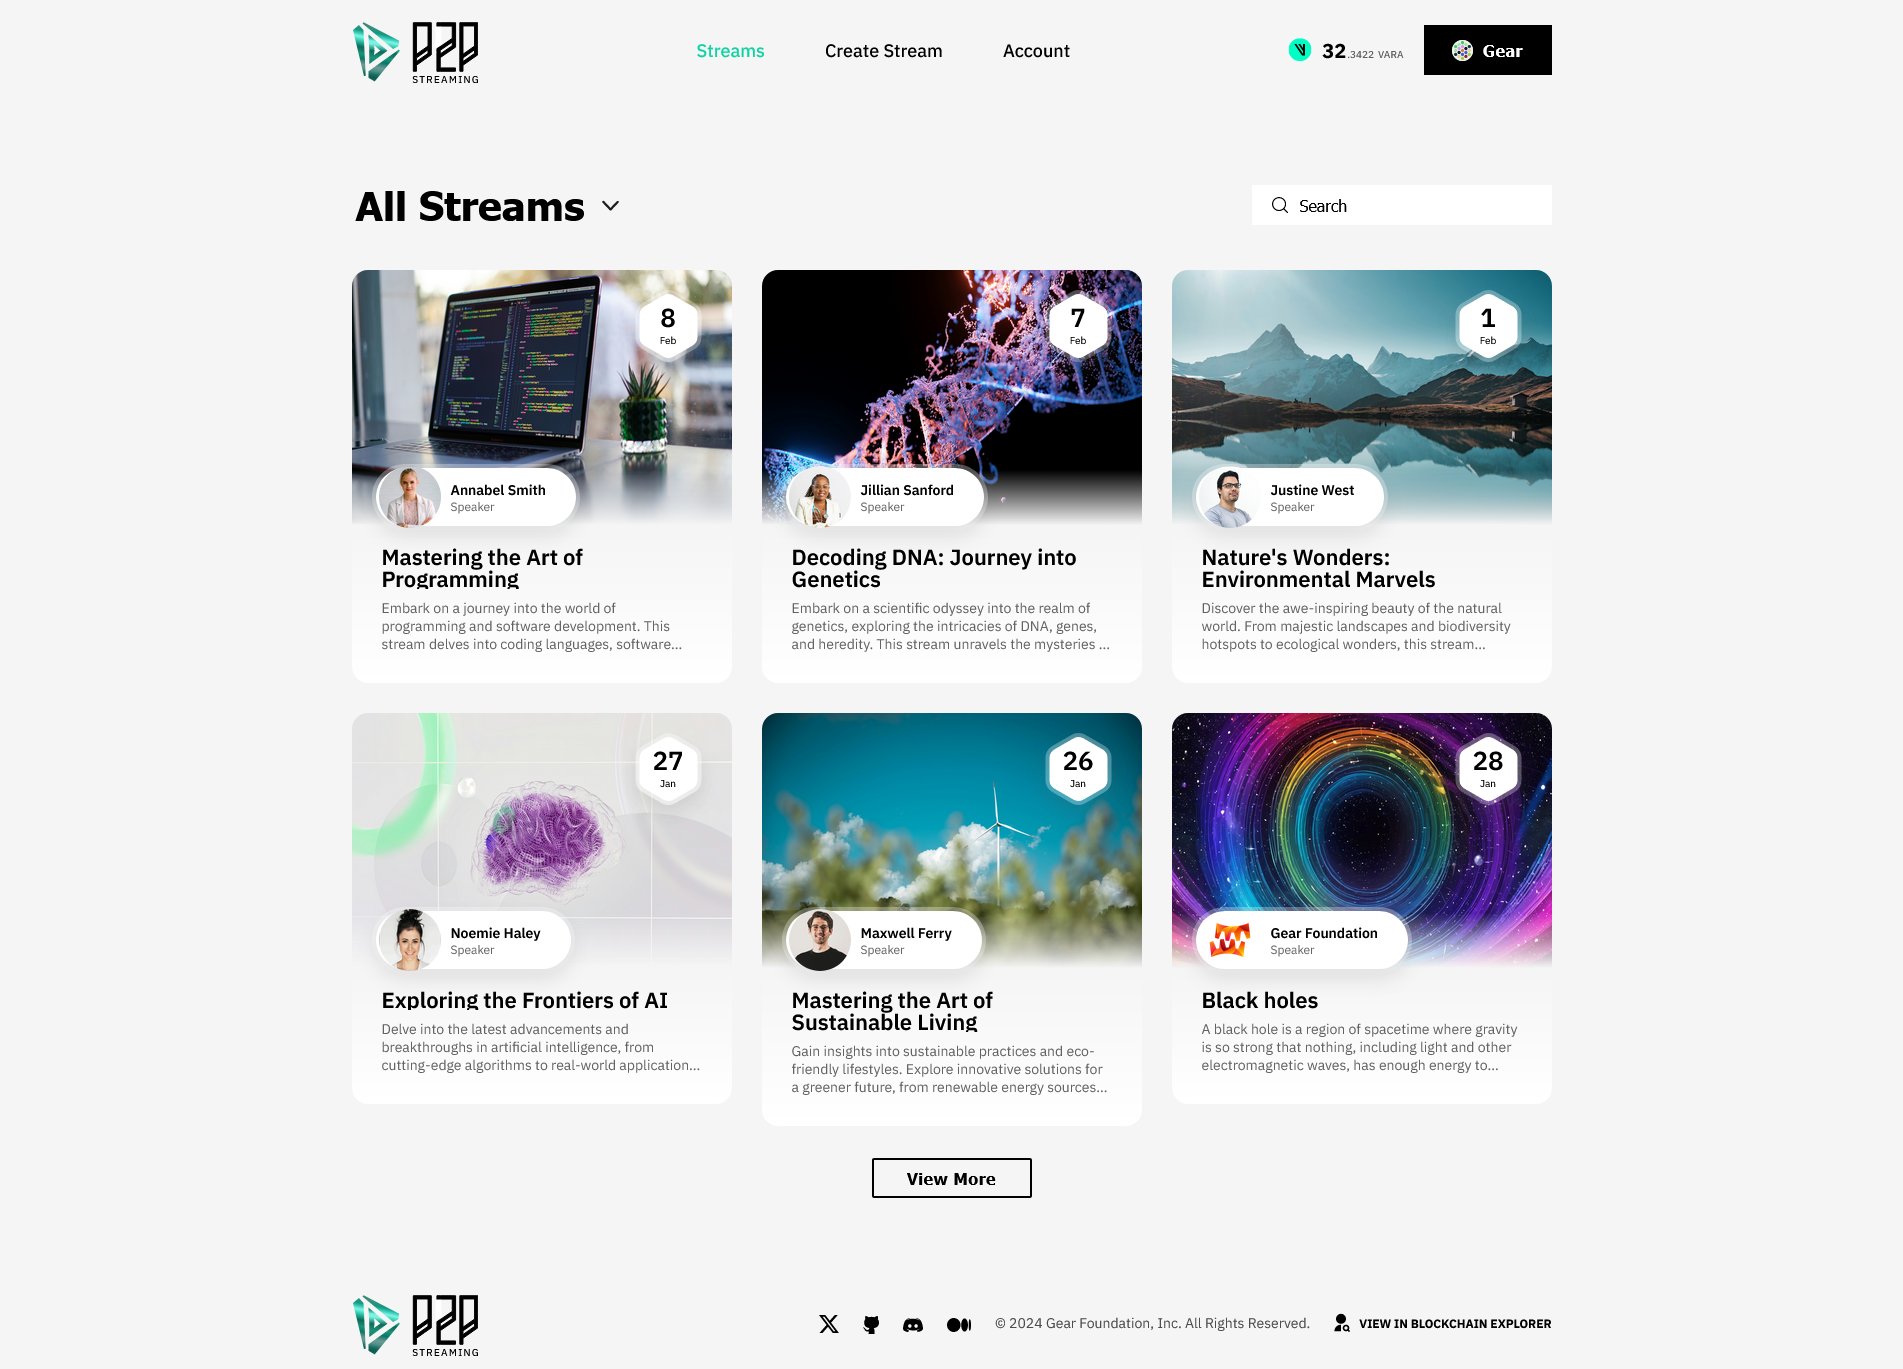 P2P
STREAMING
Streams
Create Stream
Account
32.3422 VARA
Gear
All Streams
Search
8
Feb
Annabel Smith
Speaker
Mastering the Art of
Programming
Embark on a journey into the world of
programming and software development. This
stream delves into coding languages, software...
7
Feb
Jillian Sanford
Speaker
Decoding DNA: Journey into
Genetics
Embark on a scientific odyssey into the realm of
genetics, exploring the intricacies of DNA, genes,
and heredity. This stream unravels the mysteries ...
1
Feb
Justine West
Speaker
Nature's Wonders:
Environmental Marvels
Discover the awe-inspiring beauty of the natural
world. From majestic landscapes and biodiversity
hotspots to ecological wonders, this stream...
27
Jan
Noemie Haley
Speaker
Exploring the Frontiers of AI
Delve into the latest advancements and
breakthroughs in artificial intelligence, from
cutting-edge algorithms to real-world application...
26
Jan
Maxwell Ferry
Speaker
Mastering the Art of
Sustainable Living
Gain insights into sustainable practices and eco-
friendly lifestyles. Explore innovative solutions for
a greener future, from renewable energy sources...
28
Jan
Gear Foundation
Speaker
Black holes
A black hole is a region of spacetime where gravity
is so strong that nothing, including light and other
electromagnetic waves, has enough energy to...
View More
P2P
STREAMING
© 2024 Gear Foundation, Inc. All Rights Reserved.
VIEW IN BLOCKCHAIN EXPLORER